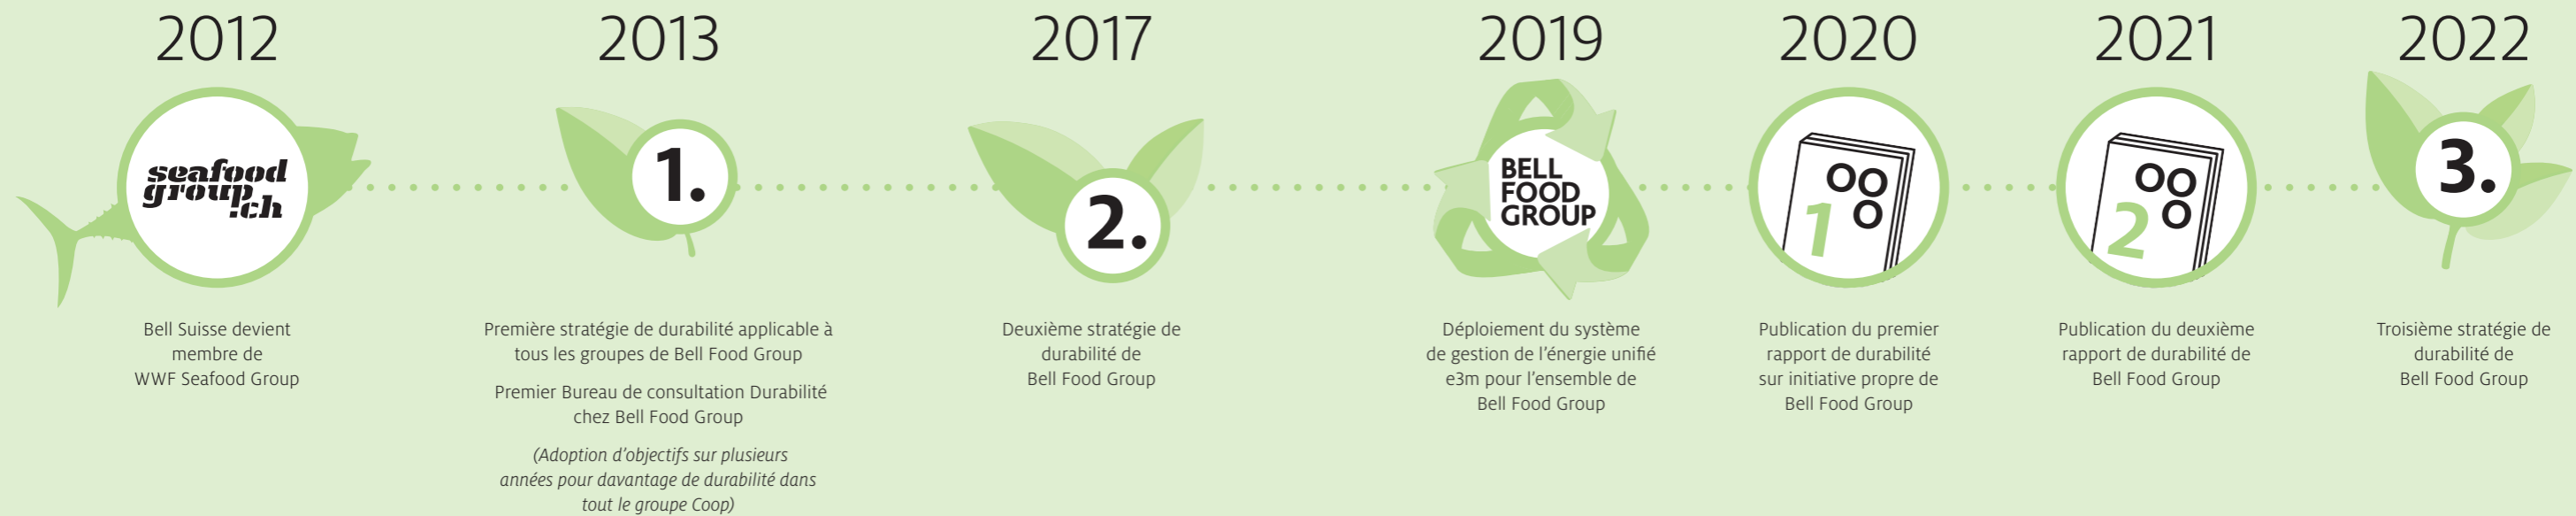 2012
seafood
group
.ch
Bell Suisse devient
membre de
WWF Seafood Group
2013
1.
Première stratégie de durabilité applicable à
tous les groupes de Bell Food Group
Premier Bureau de consultation Durabilité
chez Bell Food Group
(Adoption d’objectifs sur plusieurs
années pour davantage de durabilité dans
tout le groupe Coop)
2017
2.
Deuxième stratégie de
durabilité de
Bell Food Group
2019
BELL
FOOD
GROUP
Déploiement du système
de gestion de l’énergie unifié
e3m pour l’ensemble de
Bell Food Group
2020
1
Publication du premier
rapport de durabilité
sur initiative propre de
Bell Food Group
2021
2
Publication du deuxième
rapport de durabilité de
Bell Food Group
2022
3.
Troisième stratégie de
durabilité de
Bell Food Group